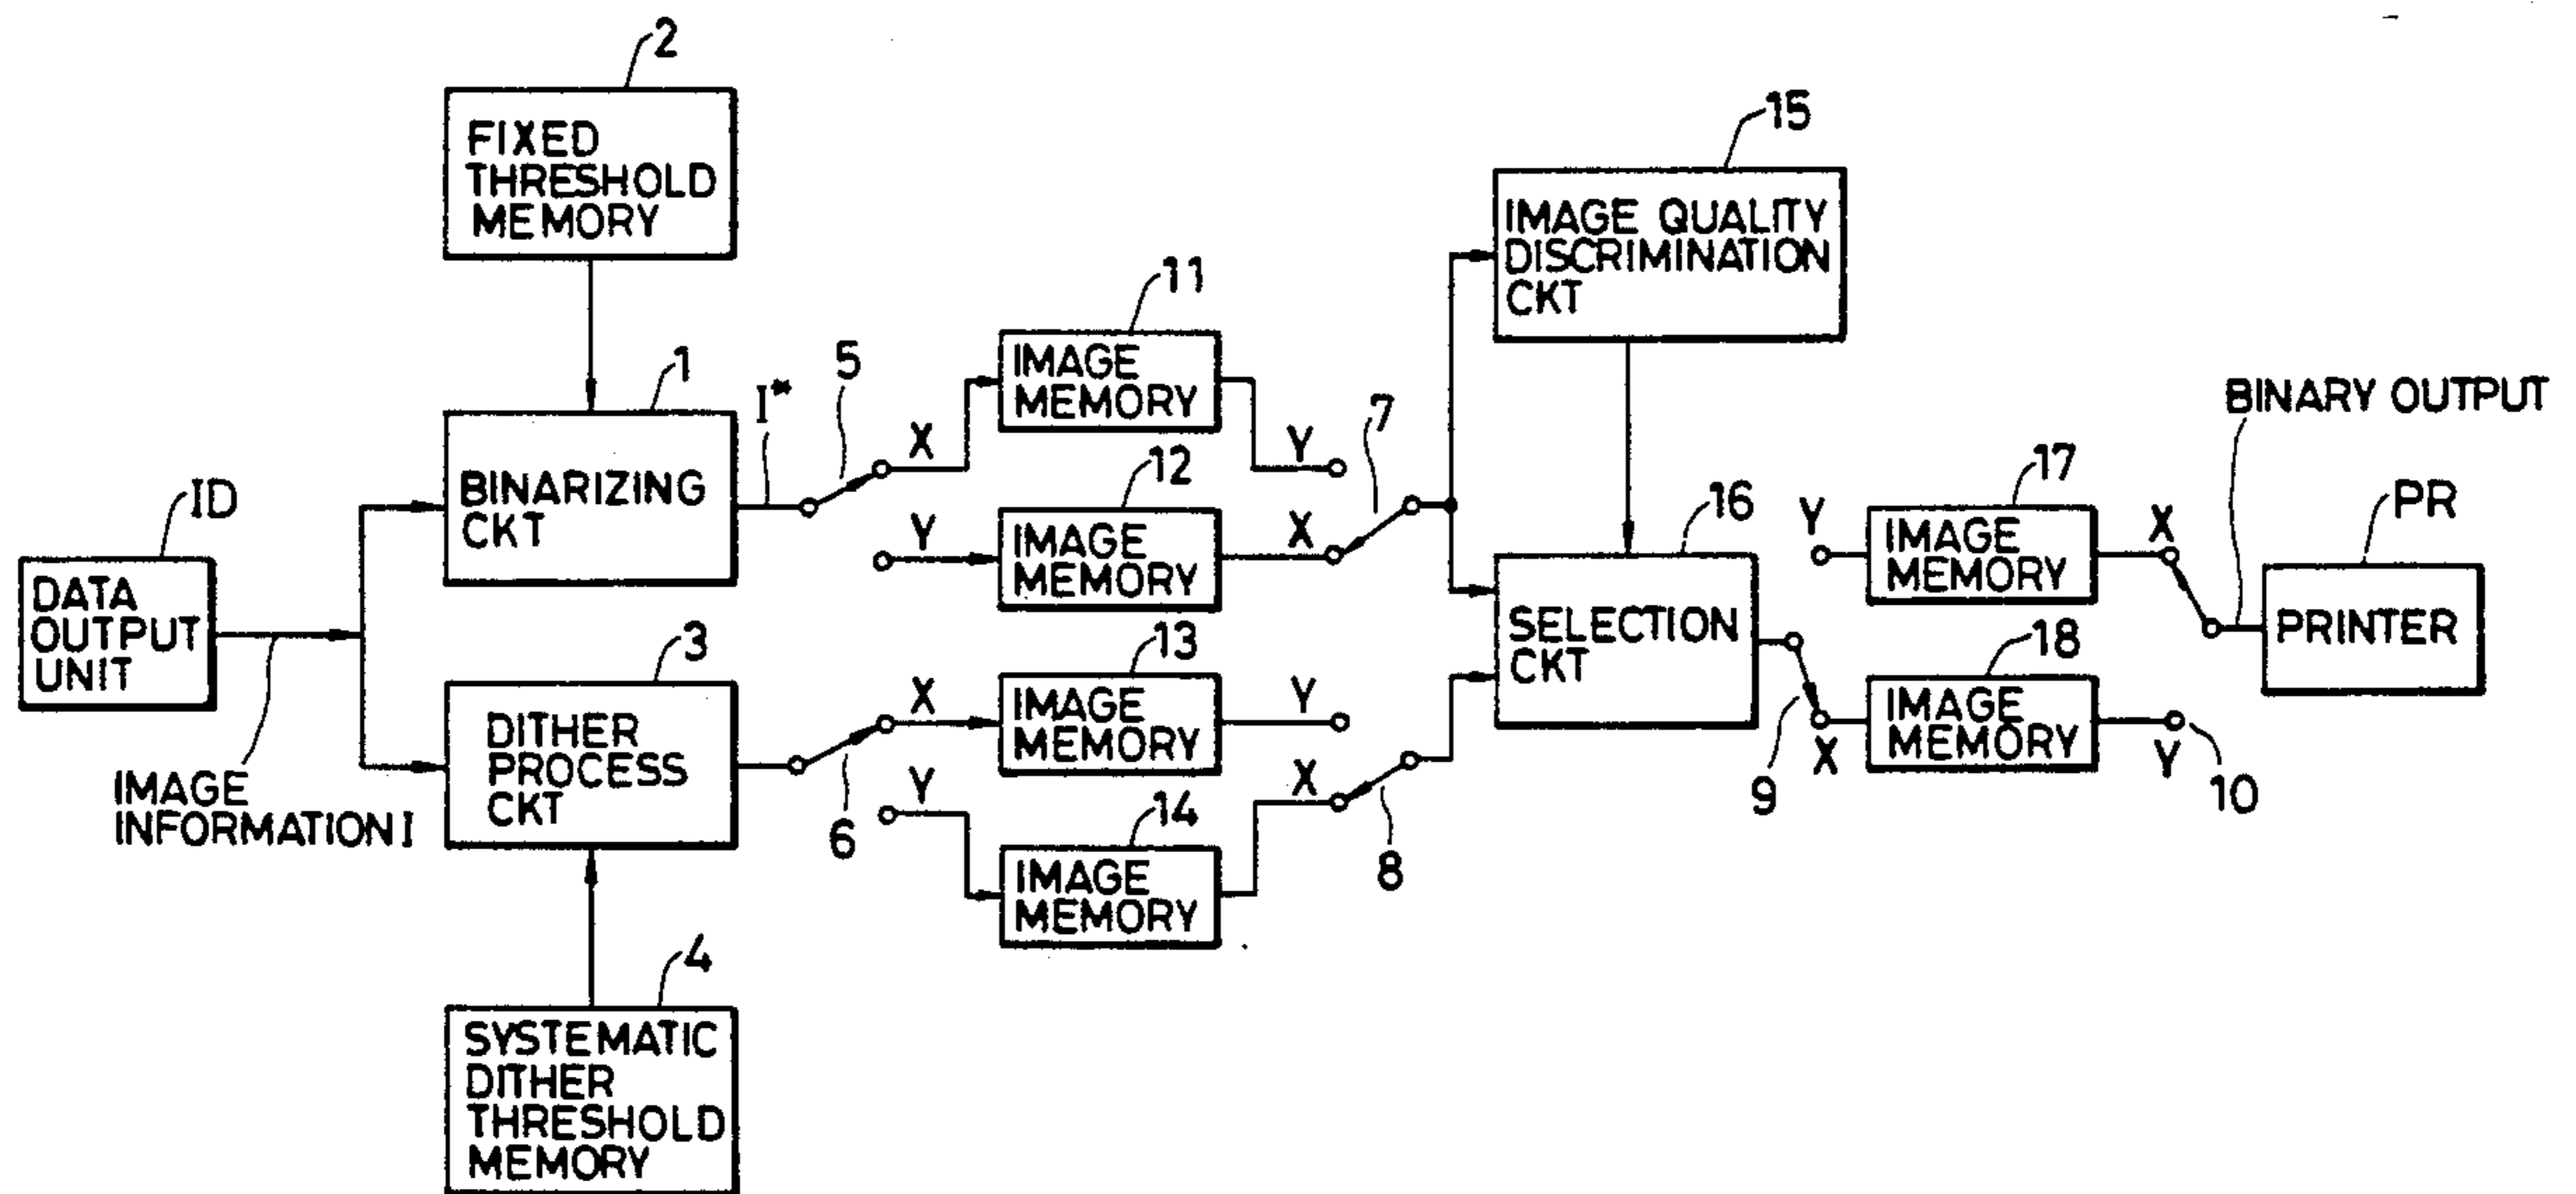 2
FIXED
THRESHOLD
MEMORY
15
IMAGE QUALITY
DISCRIMINATION
CKT
11
IMAGE
MEMORY
1
I*
5
X
Y
7
BINARY OUTPUT
BINARIZING
CKT
ID
DATA
OUTPUT
UNIT
12
Y
IMAGE
MEMORY
X
16
SELECTION
CKT
17
Y
IMAGE
MEMORY
X
PR
PRINTER
3
DITHER
PROCESS
CKT
13
X
IMAGE
MEMORY
Y
18
IMAGE
MEMORY
9
X
Y
10
IMAGE
INFORMATION I
6
Y
14
IMAGE
MEMORY
X
8
4
SYSTEMATIC
DITHER
THRESHOLD
MEMORY